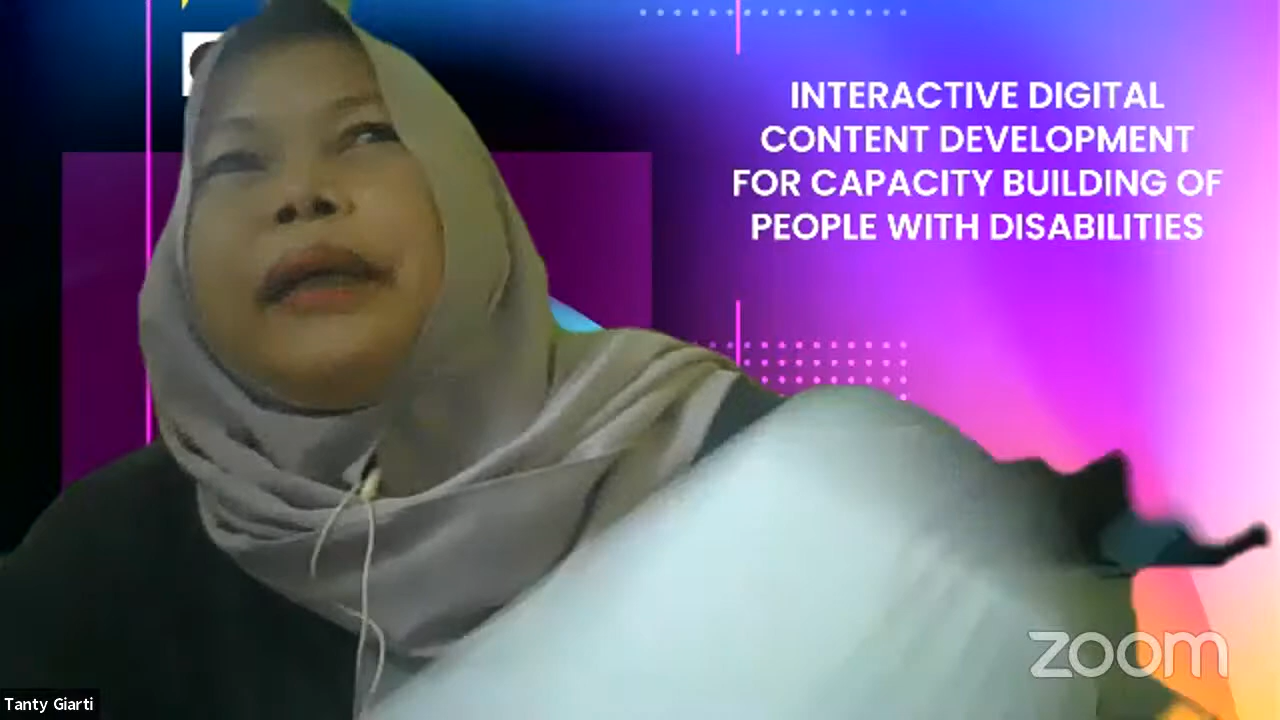 INTERACTIVE DIGITAL
CONTENT DEVELOPMENT
FOR CAPACITY BUILDING OF
PEOPLE WITH DISABILITIES
zoom
Tanty Giarti